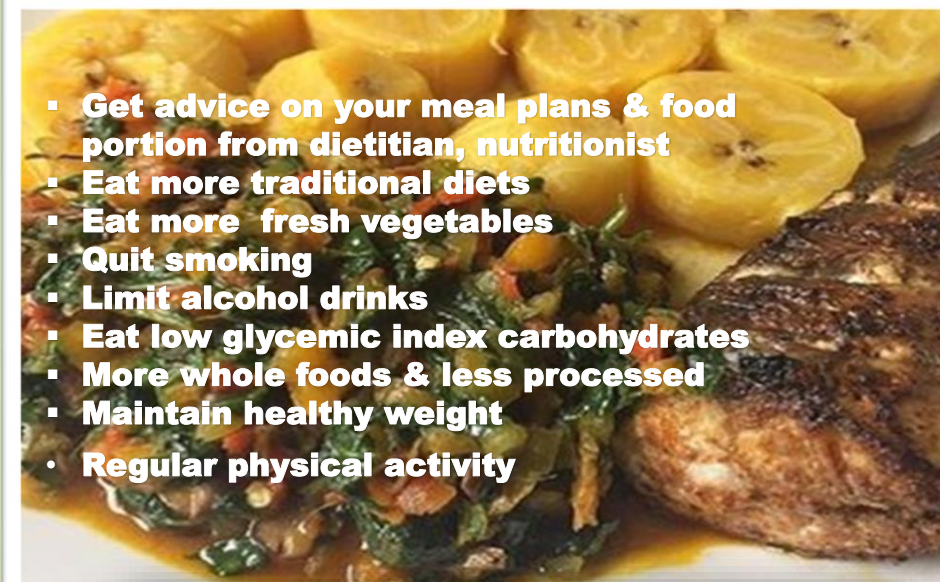 ▪ Get advice on your meal plans & food
portion from dietitian, nutritionist
▪ Eat more traditional diets
▪ Eat more  fresh vegetables
▪ Quit smoking
▪ Limit alcohol drinks
▪ Eat low glycemic index carbohydrates
▪ More whole foods & less processed
▪ Maintain healthy weight
• Regular physical activity